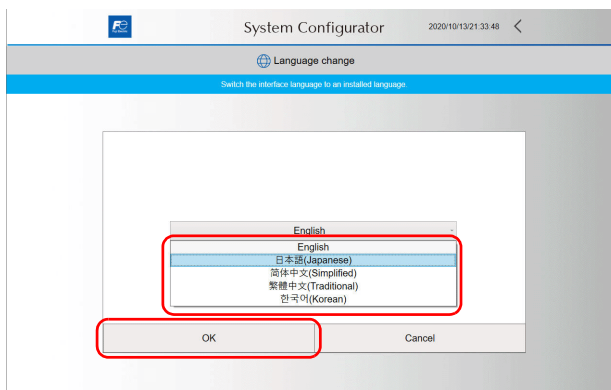 System Configurator
2020/10/13/21:33:48
Language change
Switch the interface language to an installed language.
English
English
日本語(Japanese)
简体中文(Simplified)
繁體中文(Traditional)
한국어(Korean)
OK
Cancel